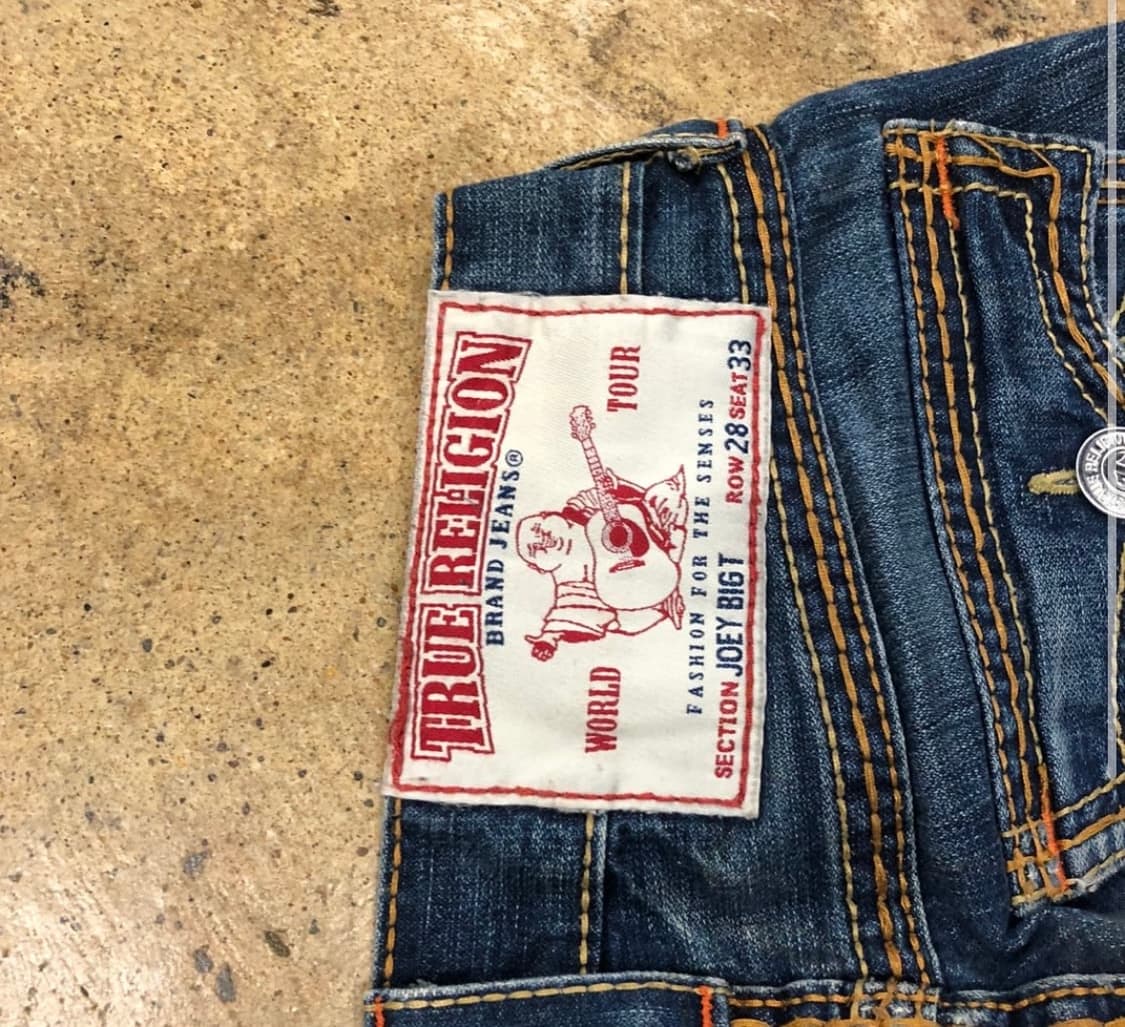 TRUE RELIGION
BRAND JEANS®
WORLD TOUR
FASHION FOR THE SENSES
SECTION JOEY BIGT ROW 28 SEAT 33